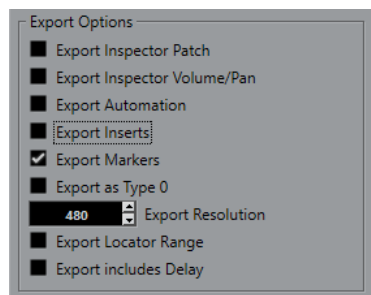 Export Options
Export Inspector Patch
Export Inspector Volume/Pan
Export Automation
Export Inserts
Export Markers
Export as Type 0
480 Export Resolution
Export Locator Range
Export includes Delay